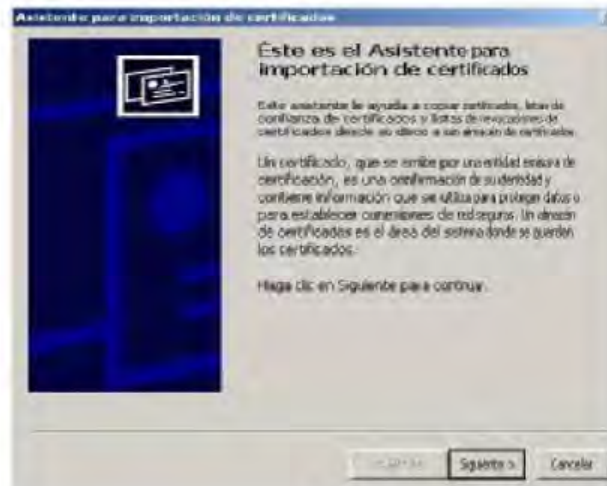 Asistente para importación de certificados
Éste es el Asistente para
importación de certificados
Este asistente le ayuda a copiar certificados, listas de
confianza de certificados y listas de revocaciones de
certificados desde su disco a un almacén de certificados.
Un certificado, que se emite por una entidad emisora de
certificación, es una confirmación de su identidad y
contiene información que se utiliza para proteger datos o
para establecer conexiones de red seguras. Un almacén
de certificados es el área del sistema donde se guardan
los certificados.
Haga clic en Siguiente para continuar.
Siguiente > Cancelar